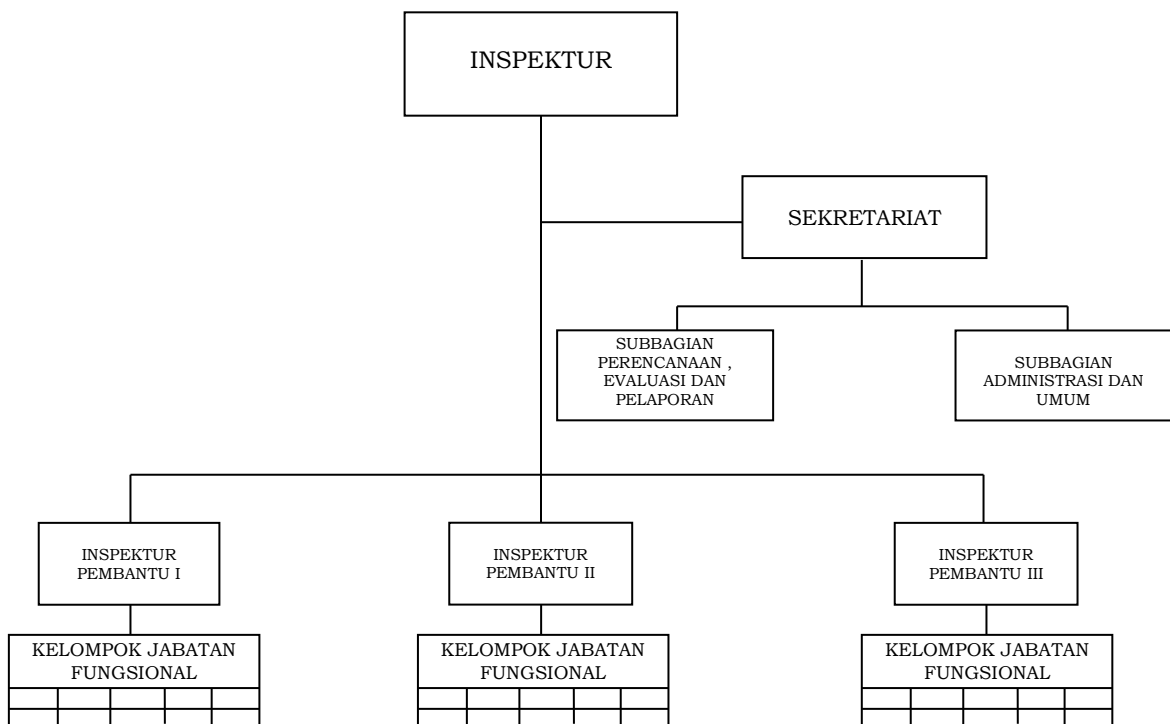 INSPEKTUR
SEKRETARIAT
SUBBAGIAN
PERENCANAAN ,
EVALUASI DAN
PELAPORAN
SUBBAGIAN
ADMINISTRASI DAN
UMUM
INSPEKTUR
PEMBANTU I
INSPEKTUR
PEMBANTU II
INSPEKTUR
PEMBANTU III
KELOMPOK JABATAN
FUNGSIONAL
KELOMPOK JABATAN
FUNGSIONAL
KELOMPOK JABATAN
FUNGSIONAL